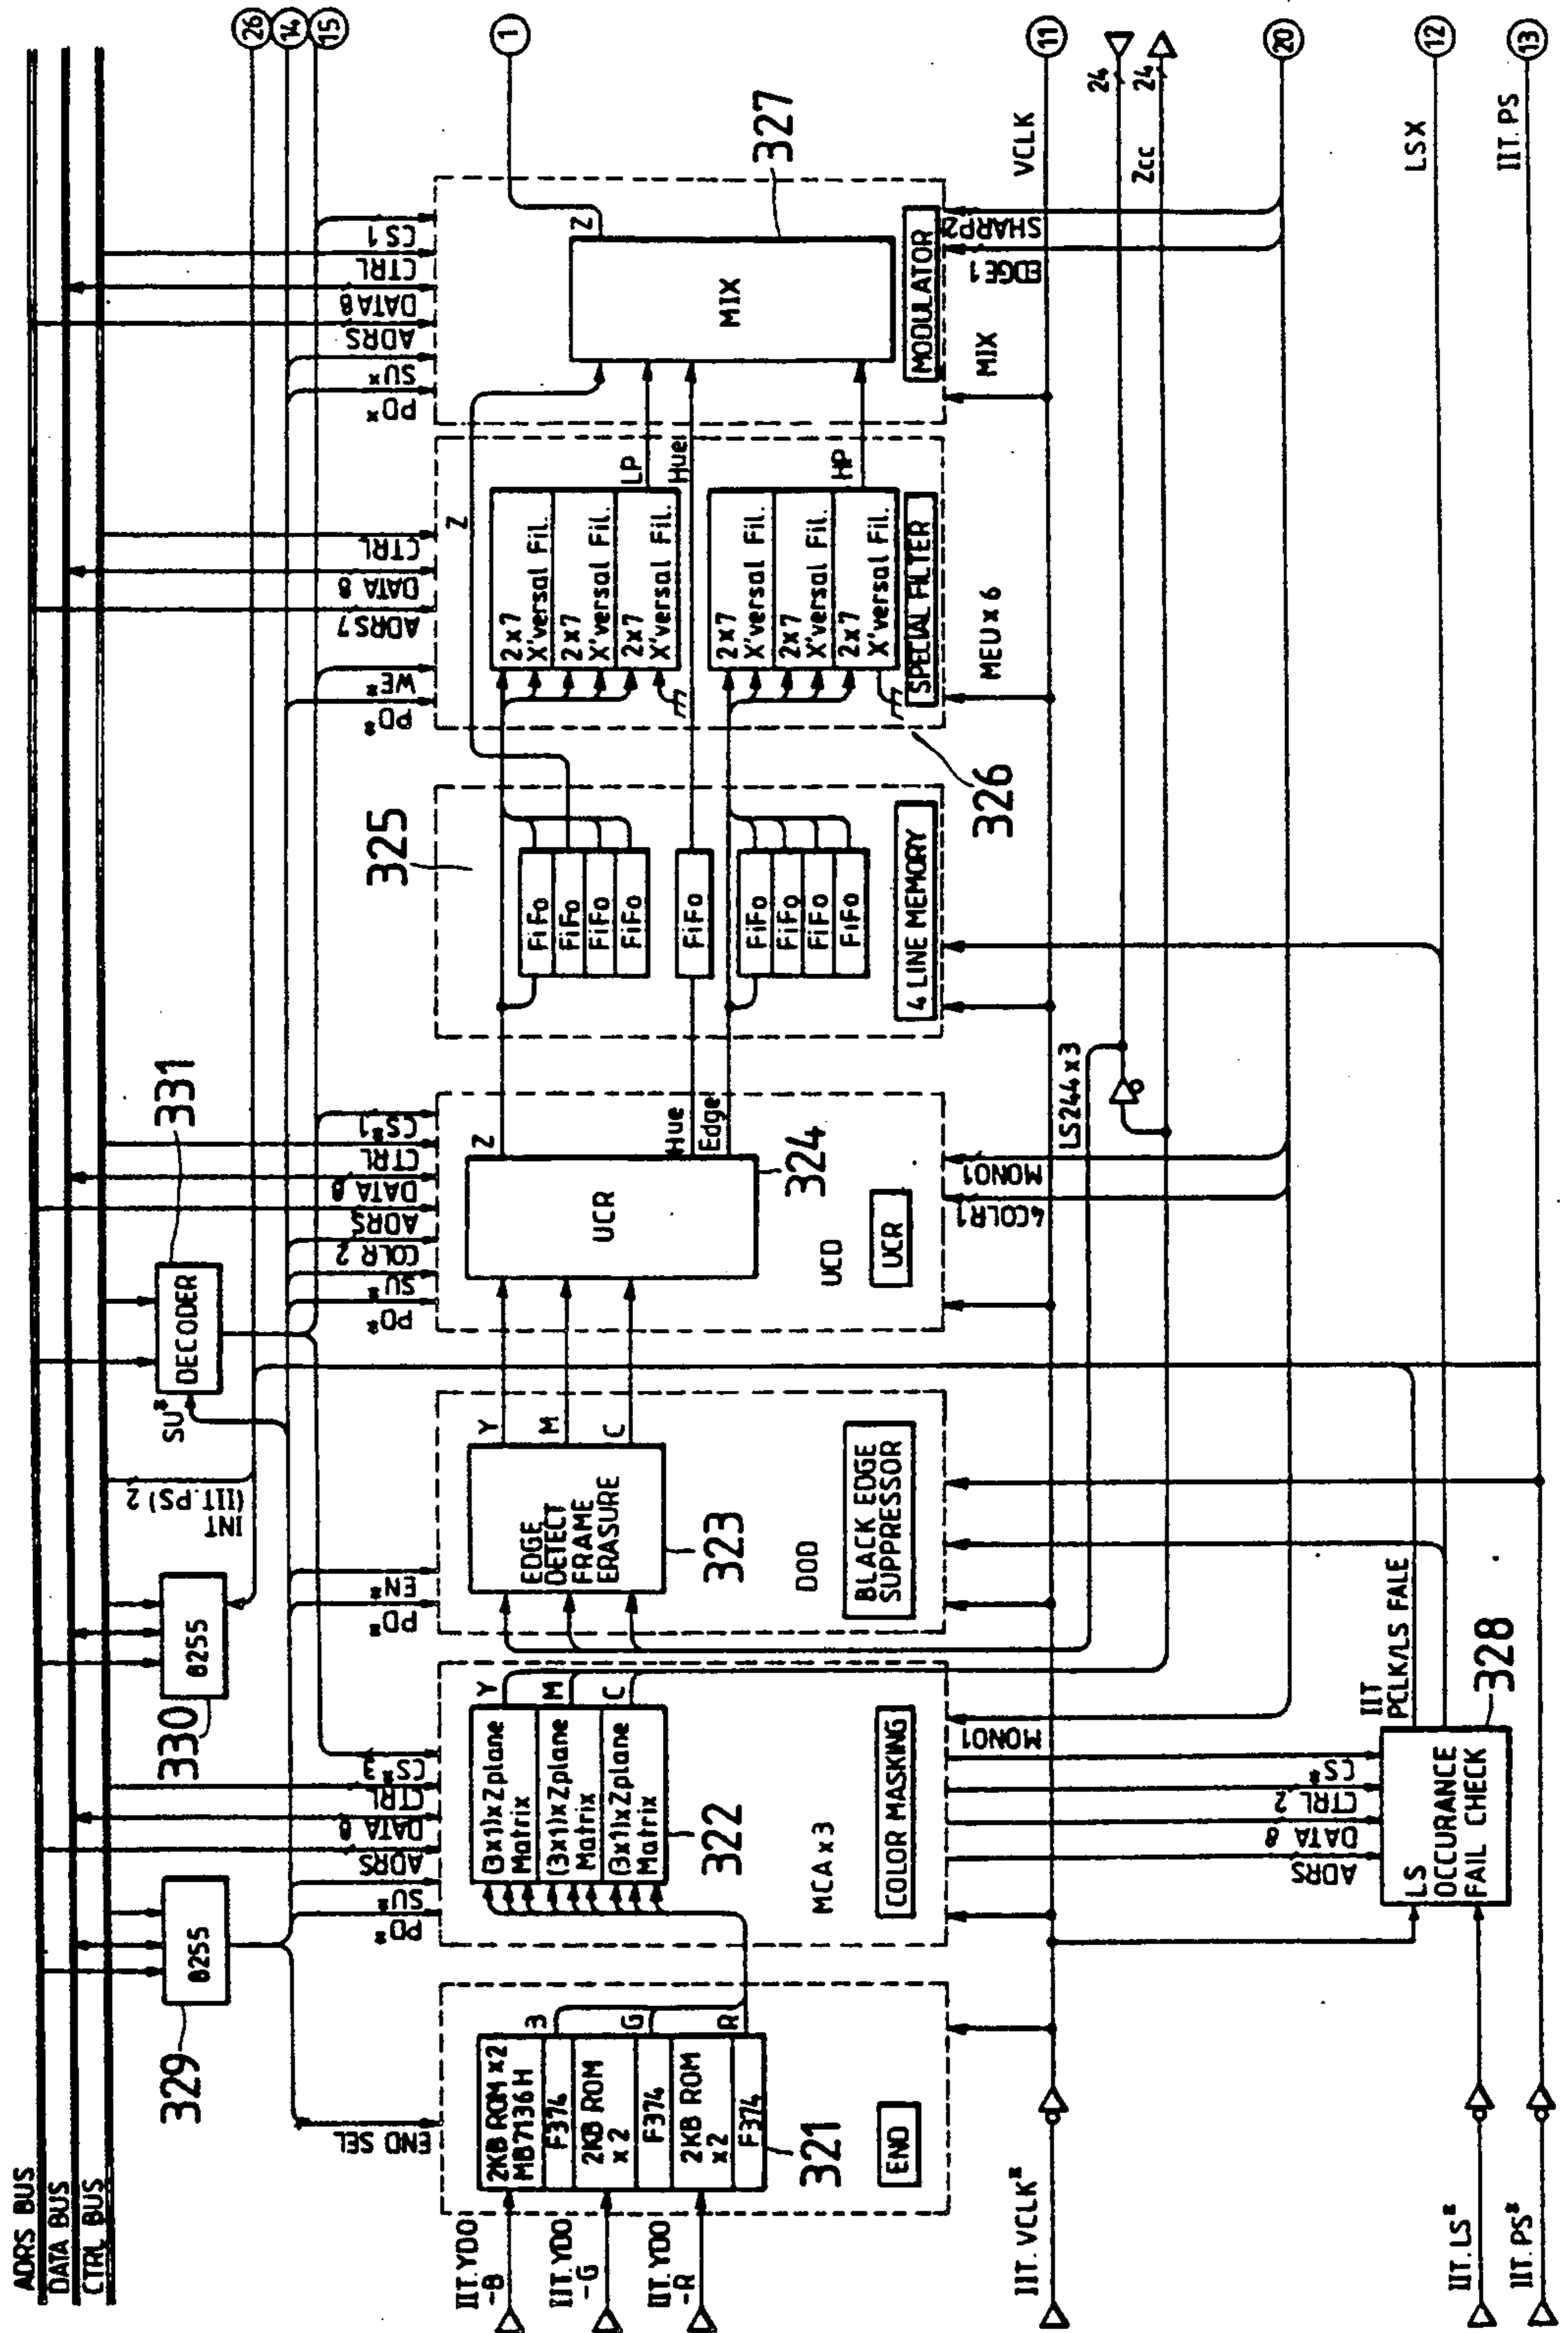 ADRS BUS
DATA BUS
CTRL BUS
26
14
15
329
8255
330
8255
INT
(IIT.PS) 2
SU*
DECODER
331
END SEL
PD*
SU*
ADRS
DATA 8
CTRL
CS*3
PD*
EN*
PD*
SU*
COLR 2
ADRS
DATA 8
CTRL
CS*1
PD*
WE*
ADRS 7
DATA 8
CTRL
PD*
SU*
ADRS
DATA8
CTRL
CS1
IIT.YDO
-B
IIT.YDO
-G
IIT.YDO
-R
2KB ROM x2
MB7136H
F374
2KB ROM
x 2
F374
2KB ROM
x2
F374
3
G
R
321
END
(3x1)xZplane
Matrix
(3x1)xZplane
Matrix
(3x1)xZplane
Matrix
Y
M
C
322
MCA x 3
COLOR MASKING
EDGE
DETECT
FRAME
ERASURE
Y
M
C
323
DOD
BLACK EDGE
SUPPRESSOR
UCR
Z
Hue
Edge
324
UCD
UCR
325
FiFo
FiFo
FiFo
FiFo
FiFo
FiFo
FiFo
FiFo
FiFo
4 LINE MEMORY
Z
2x7
X'versal Fil.
2x7
X'versal Fil.
2x7
X'versal Fil.
LP
Hue
2x7
X'versal Fil.
2x7
X'versal Fil.
2x7
X'versal Fil.
HP
SPECIAL FILTER
326
MEU x 6
MIX
Z
327
MODULATOR
MIX
EDGE1
SHARP2
1
IIT.VCLK*
VCLK
11
MONO1
4COLR1
MONO1
LS244 x 3
24
24
Zcc
20
ADRS
DATA 8
CTRL 2
CS*
LS
OCCURANCE
FAIL CHECK
328
IIT
PCLK/LS FALE
IIT.LS*
LSX
12
IIT.PS*
IIT.PS
13